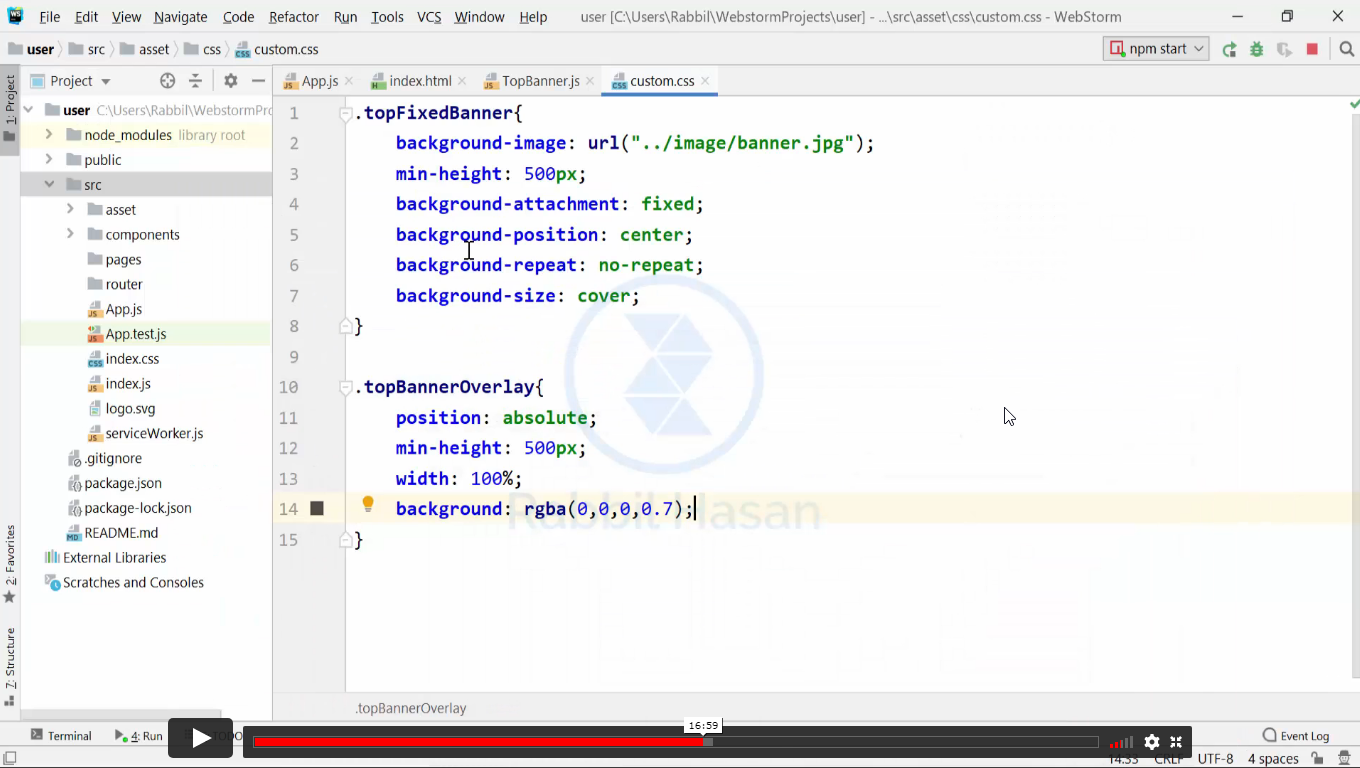 File Edit View Navigate Code Refactor Run Tools VCS Window Help user [C:\Users\Rabbil\WebstormProjects\user] - ...\src\asset\css\custom.css - WebStorm
user src asset css custom.css npm start
1: Project
Project
App.js index.html TopBanner.js custom.css
user C:\Users\Rabbil\WebstormPro
node_modules library root
public
src
asset
components
pages
router
App.js
App.test.js
index.css
index.js
logo.svg
serviceWorker.js
.gitignore
package.json
package-lock.json
README.md
External Libraries
Scratches and Consoles
2: Favorites
7: Structure
1 .topFixedBanner{
2 background-image: url("../image/banner.jpg");
3 min-height: 500px;
4 background-attachment: fixed;
5 background-position: center;
6 background-repeat: no-repeat;
7 background-size: cover;
8 }
9
10 .topBannerOverlay{
11 position: absolute;
12 min-height: 500px;
13 width: 100%;
14 background: rgba(0,0,0,0.7);
15 }
Rabbil Hasan
.topBannerOverlay
16:59
Terminal 4: Run TODO Event Log
14:33 CRLF UTF-8 4 spaces